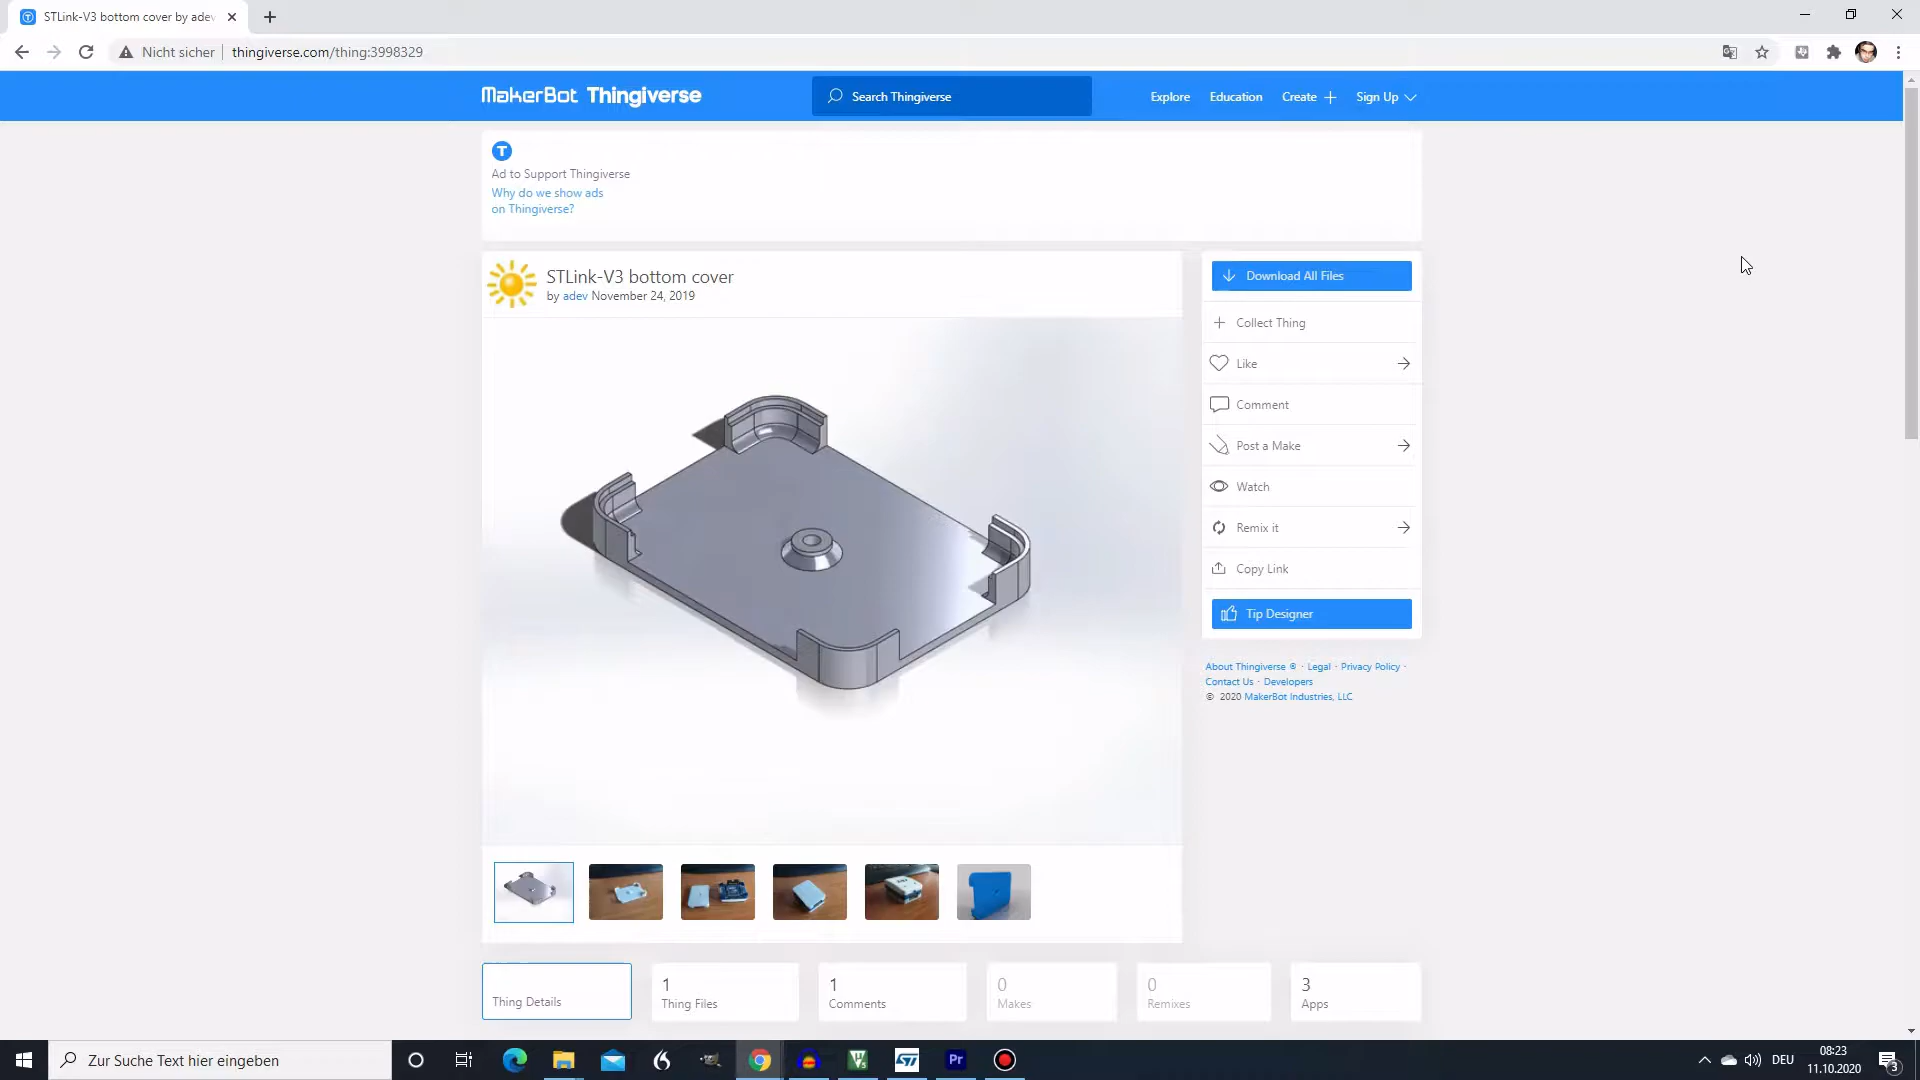 STLink-V3 bottom cover by adev
Nicht sicher
thingiverse.com/thing:3998329
MakerBot Thingiverse
Search Thingiverse
Explore
Education
Create
Sign Up
Ad to Support Thingiverse
Why do we show ads
on Thingiverse?
STLink-V3 bottom cover
by adev November 24, 2019
Download All Files
Collect Thing
Like
Comment
Post a Make
Watch
Remix it
Copy Link
Tip Designer
About Thingiverse ® · Legal · Privacy Policy ·
Contact Us · Developers
© 2020 MakerBot Industries, LLC
Thing Details
1
Thing Files
1
Comments
0
Makes
0
Remixes
3
Apps
Zur Suche Text hier eingeben
Pr
DEU
08:23
11.10.2020
3